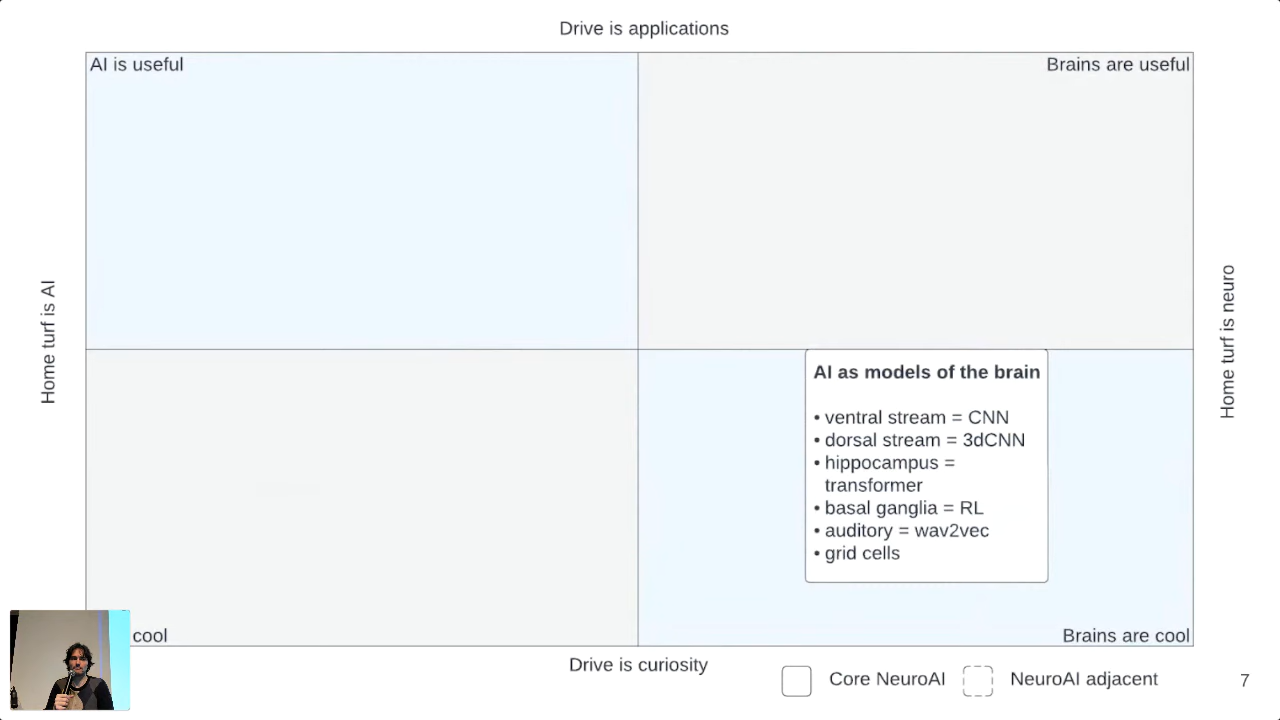 Drive is applications
AI is useful
Brains are useful
Home turf is AI
Home turf is neuro
AI as models of the brain
• ventral stream = CNN
• dorsal stream = 3dCNN
• hippocampus =
transformer
• basal ganglia = RL
• auditory = wav2vec
• grid cells
cool
Brains are cool
Drive is curiosity
Core NeuroAI
NeuroAI adjacent
7